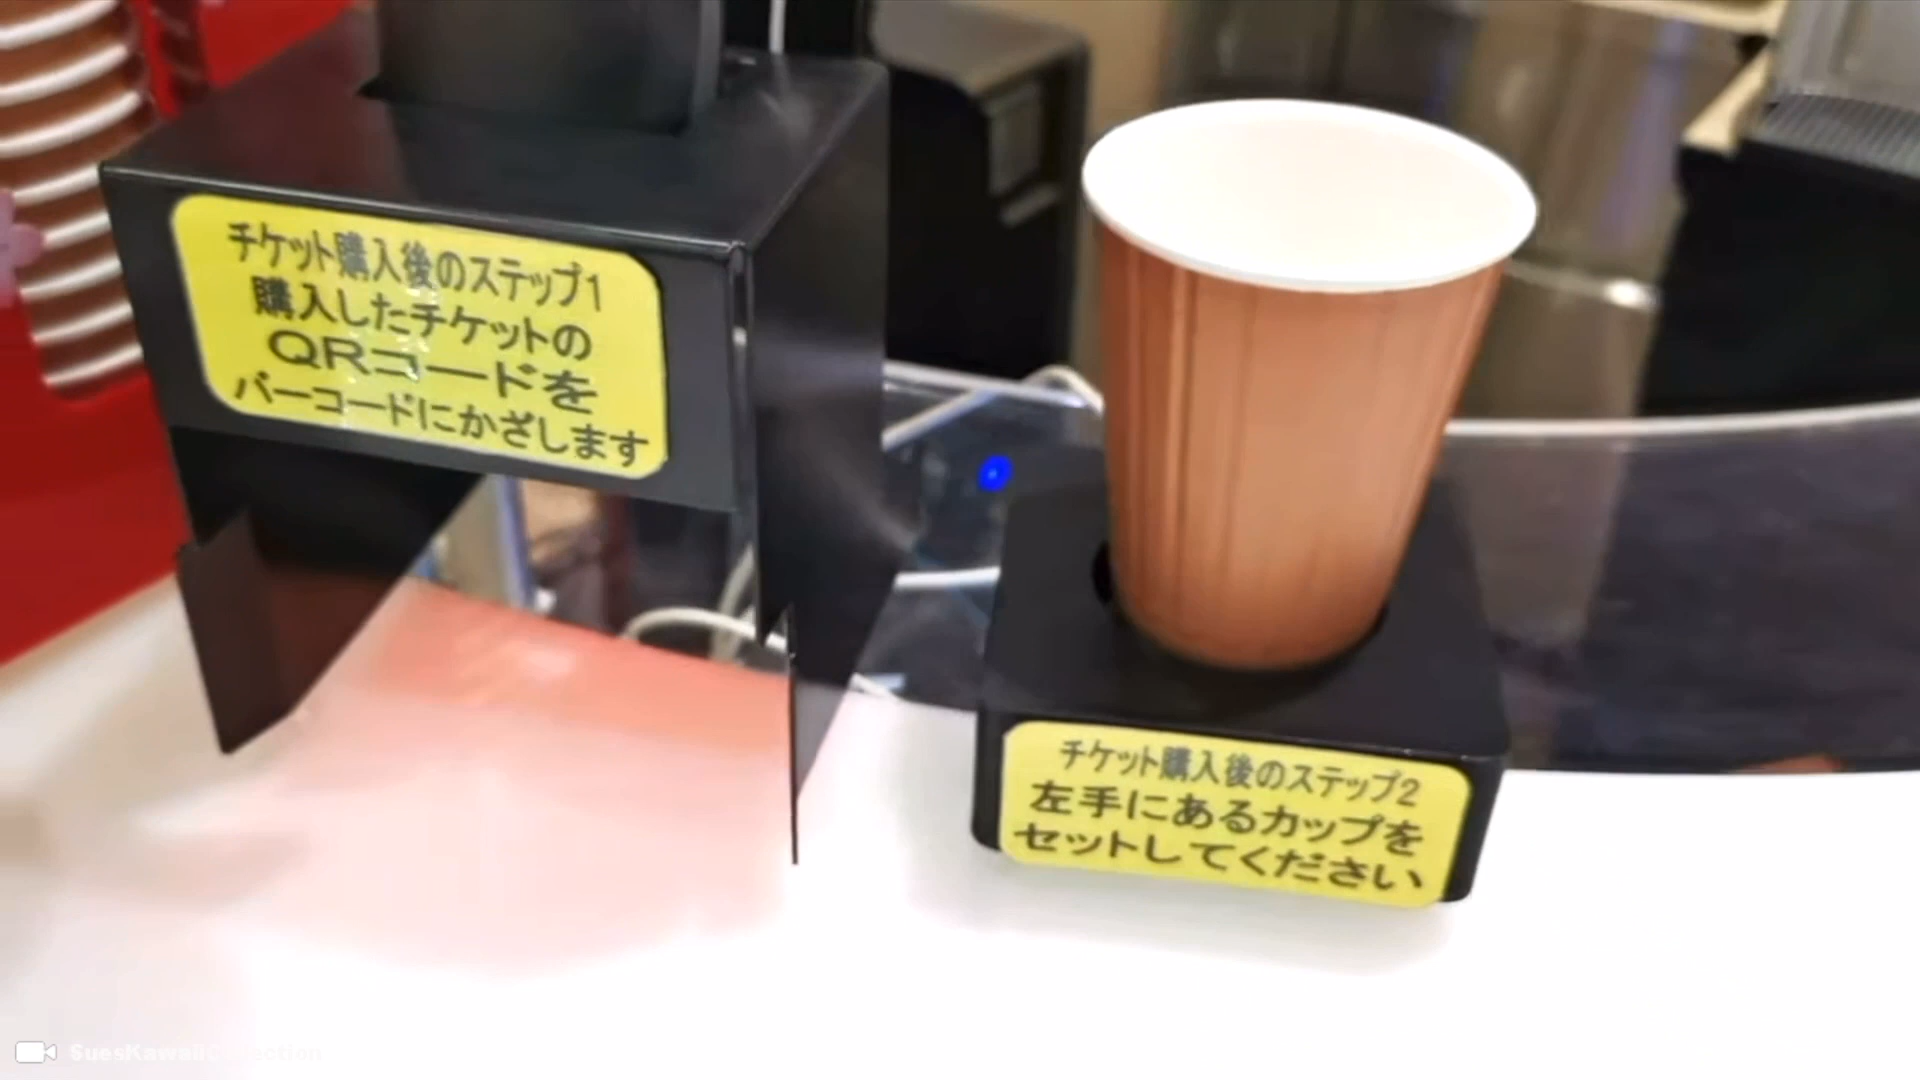 チケット購入後のステップ1
購入したチケットの
QRコードを
バーコードにかざします
チケット購入後のステップ2
左手にあるカップを
セットしてください